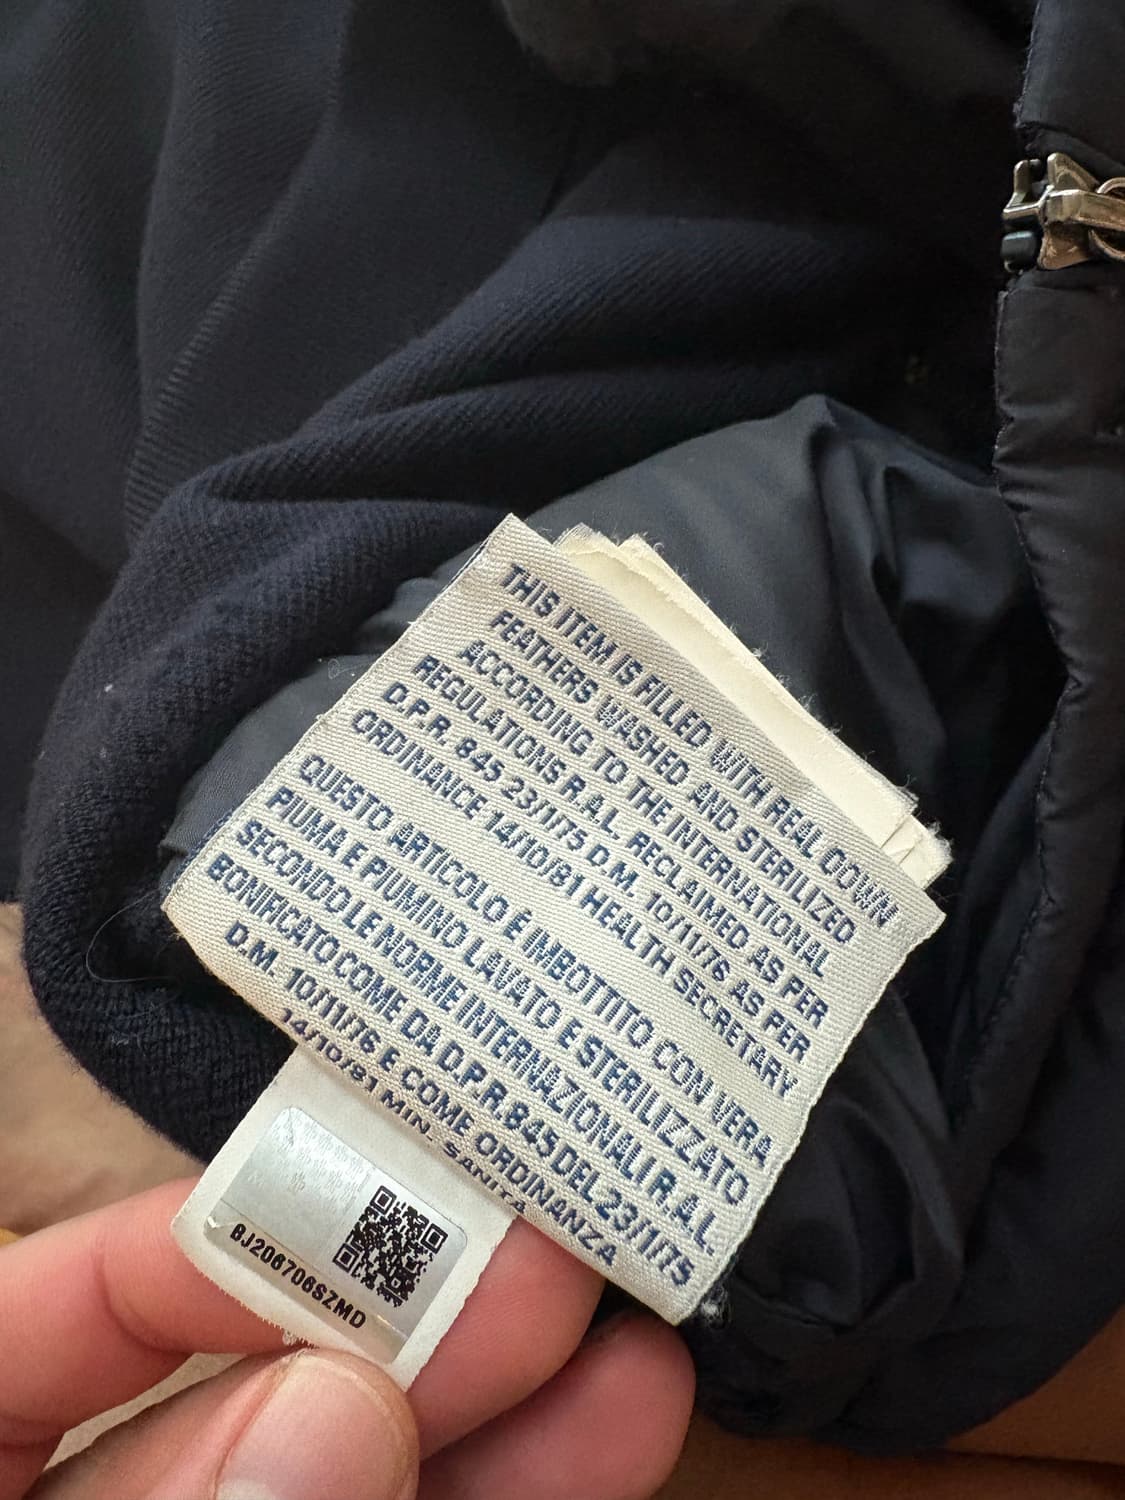 THIS ITEM IS FILLED WITH REAL DOWN
FEATHERS WASHED AND STERILIZED
ACCORDING TO THE INTERNATIONAL
REGULATIONS R.A.L. RECLAIMED AS PER
D.P.R. 845 23/1/75 D.M. 10/11/76 AS PER
ORDINANCE 14/10/81 HEALTH SECRETARY
QUESTO ARTICOLO È IMBOTTITO CON VERA
PIUMA E PIUMINO LAVATO E STERILIZZATO
SECONDO LE NORME INTERNAZIONALI R.A.L.
BONIFICATO COME DA D.P.R. 845 DEL 23/1/75
D.M. 10/11/76 E COME ORDINANZA
14/10/81 MIN. SANITA
BJ206706SZMD